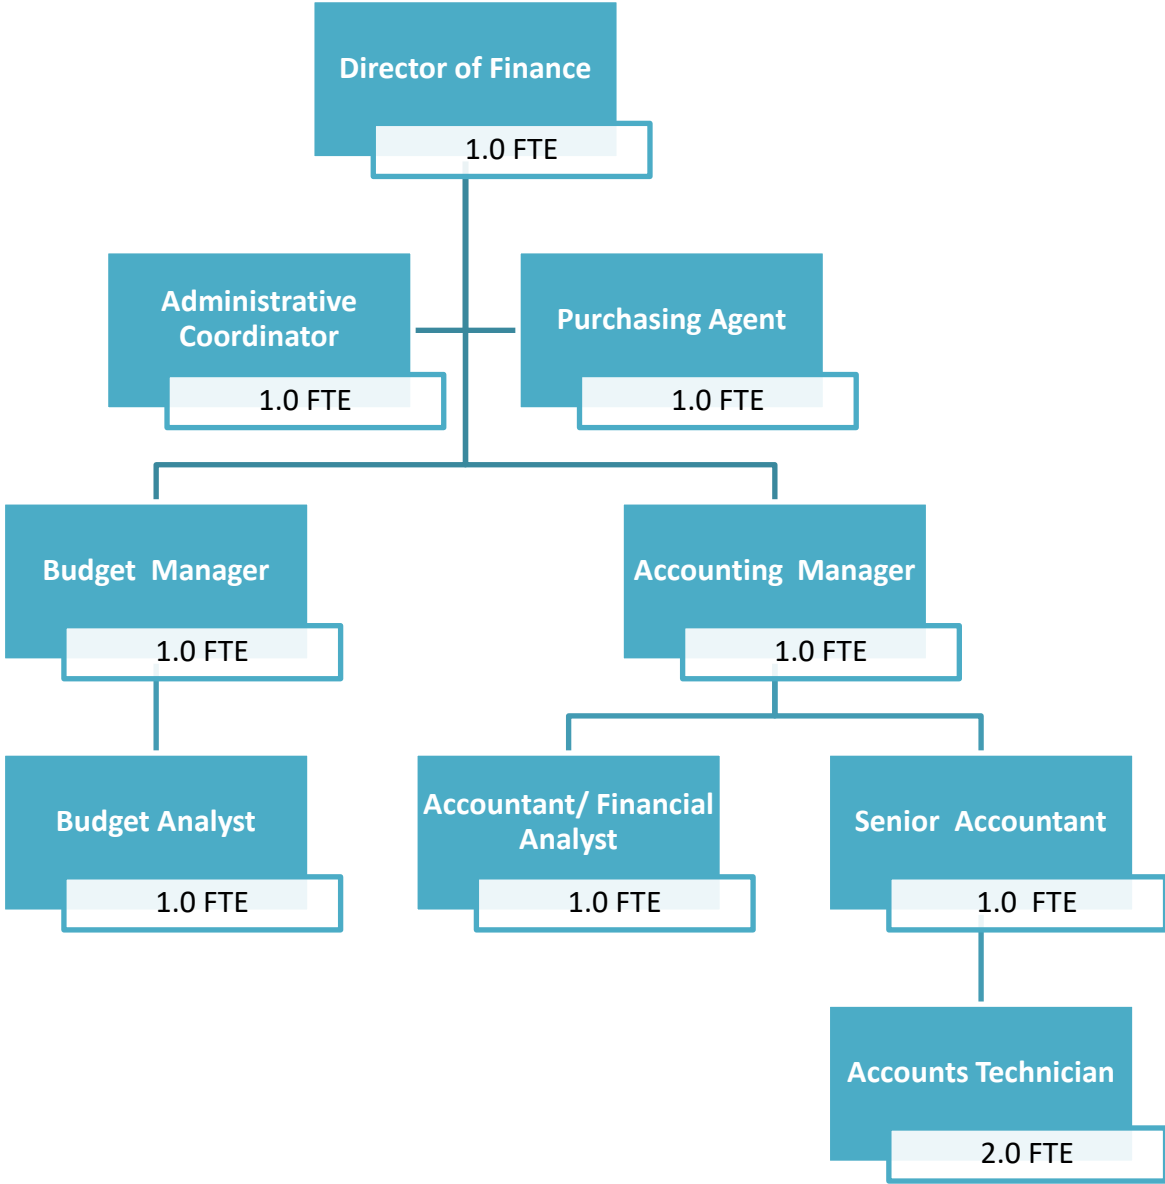 Director of Finance
1.0 FTE
Administrative
Coordinator
1.0 FTE
Purchasing Agent
1.0 FTE
Budget  Manager
1.0 FTE
Accounting  Manager
1.0 FTE
Budget Analyst
1.0 FTE
Accountant/ Financial
Analyst
1.0 FTE
Senior  Accountant
1.0  FTE
Accounts Technician
2.0 FTE